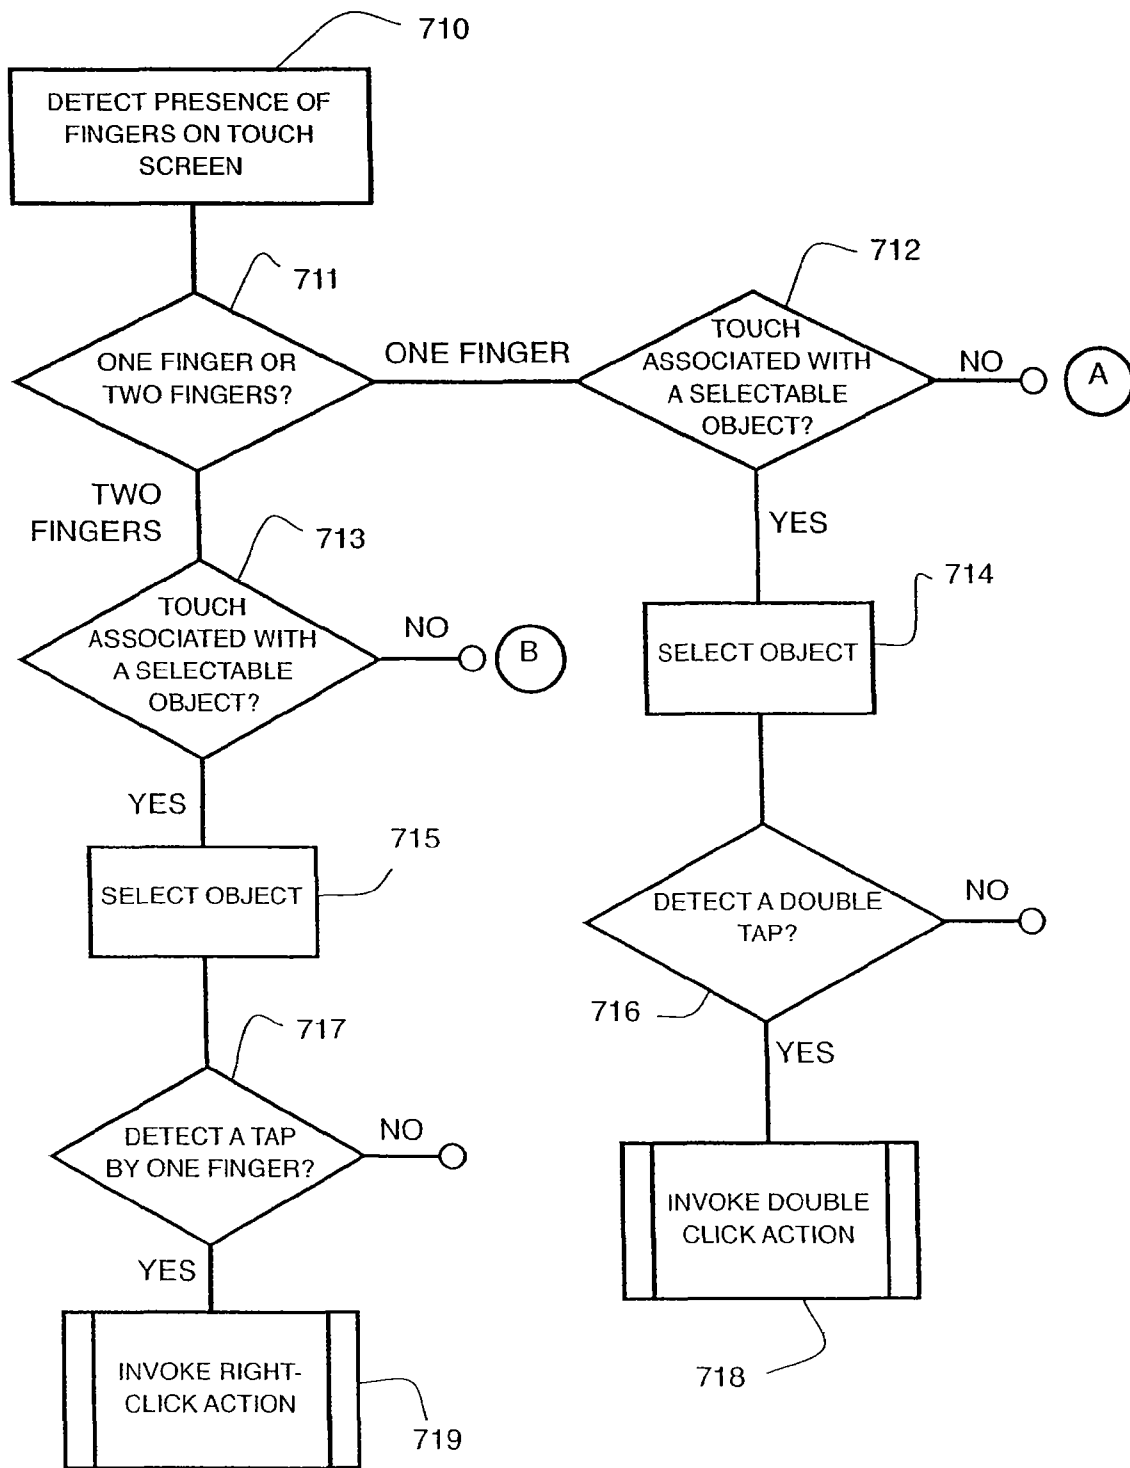 710
DETECT PRESENCE OF
FINGERS ON TOUCH
SCREEN
711
ONE FINGER OR
TWO FINGERS?
ONE FINGER
712
TOUCH
ASSOCIATED WITH
A SELECTABLE
OBJECT?
NO
A
TWO
FINGERS
713
TOUCH
ASSOCIATED WITH
A SELECTABLE
OBJECT?
NO
B
YES
714
SELECT OBJECT
YES
715
SELECT OBJECT
DETECT A DOUBLE
TAP?
NO
716
YES
717
DETECT A TAP
BY ONE FINGER?
NO
INVOKE DOUBLE
CLICK ACTION
718
YES
INVOKE RIGHT-
CLICK ACTION
719